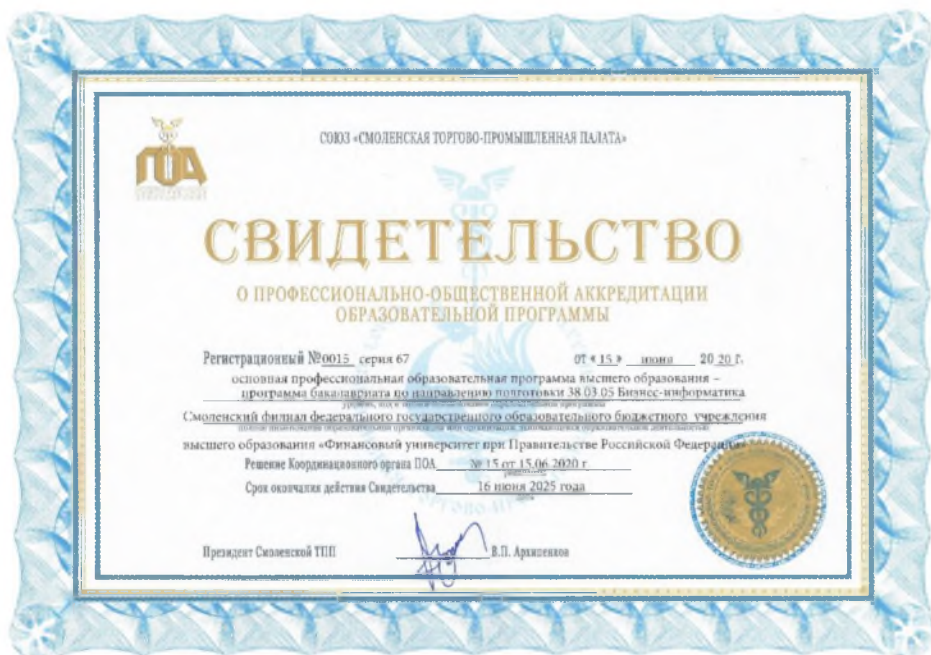 СОЮЗ «СМОЛЕНСКАЯ ТОРГОВО-ПРОМЫШЛЕННАЯ ПАЛАТА»
ПОА
СВИДЕТЕЛЬСТВО
О ПРОФЕССИОНАЛЬНО-ОБЩЕСТВЕННОЙ АККРЕДИТАЦИИ
ОБРАЗОВАТЕЛЬНОЙ ПРОГРАММЫ
Регистрационный №0015 серия 67 от «15» июня 2020 г.
основная профессиональная образовательная программа высшего образования –
программа бакалавриата по направлению подготовки 38.03.05 Бизнес-информатика
Смоленский филиал федерального государственного образовательного бюджетного учреждения
высшего образования «Финансовый университет при Правительстве Российской Федерации»
Решение Координационного органа ПОА № 15 от 15.06.2020 г
Срок окончания действия Свидетельства 16 июня 2025 года
Президент Смоленской ТПП В.П. Архипенков